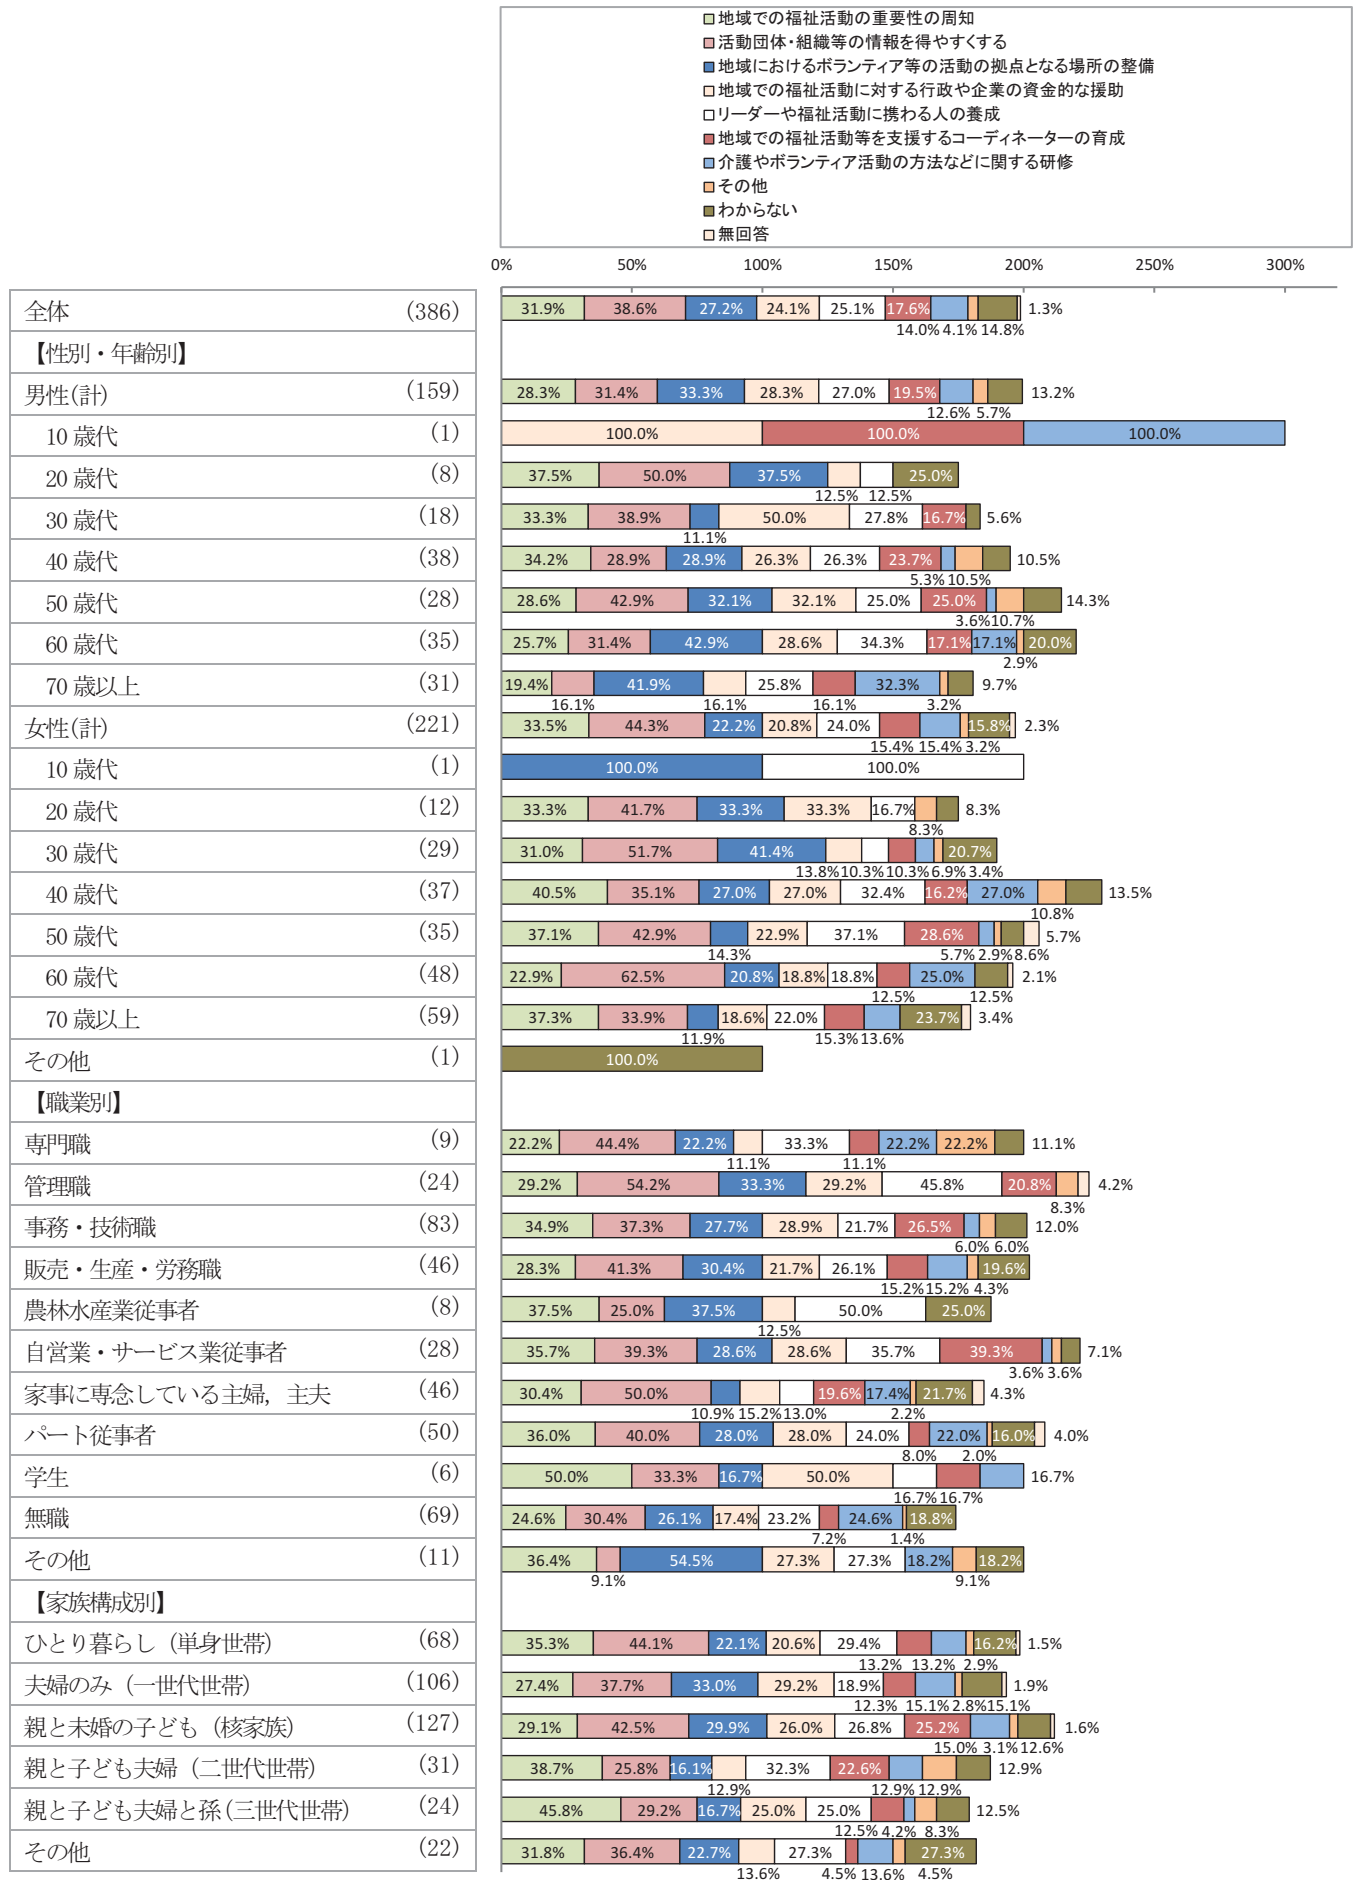 地域での福祉活動の重要性の周知
活動団体・組織等の情報を得やすくする
地域におけるボランティア等の活動の拠点となる場所の整備
地域での福祉活動に対する行政や企業の資金的な援助
リーダーや福祉活動に携わる人の養成
地域での福祉活動等を支援するコーディネーターの育成
介護やボランティア活動の方法などに関する研修
その他
わからない
無回答
0% 50% 100% 150% 200% 250% 300%
全体 (386) 31.9% 38.6% 27.2% 24.1% 25.1% 17.6% 1.3%
14.0% 4.1% 14.8%
【性別・年齢別】
男性(計) (159) 28.3% 31.4% 33.3% 28.3% 27.0% 19.5% 13.2%
12.6% 5.7%
10 歳代 (1) 100.0% 100.0% 100.0%
20 歳代 (8) 37.5% 50.0% 37.5% 25.0%
12.5% 12.5%
30 歳代 (18) 33.3% 38.9% 50.0% 27.8% 16.7% 5.6%
11.1%
40 歳代 (38) 34.2% 28.9% 28.9% 26.3% 26.3% 23.7% 10.5%
5.3% 10.5%
50 歳代 (28) 28.6% 42.9% 32.1% 32.1% 25.0% 25.0% 14.3%
3.6% 10.7%
60 歳代 (35) 25.7% 31.4% 42.9% 28.6% 34.3% 17.1% 17.1% 20.0%
2.9%
70 歳以上 (31) 19.4% 41.9% 25.8% 32.3% 9.7%
16.1% 16.1% 16.1% 3.2%
女性(計) (221) 33.5% 44.3% 22.2% 20.8% 24.0% 15.8% 2.3%
15.4% 15.4% 3.2%
10 歳代 (1) 100.0% 100.0%
20 歳代 (12) 33.3% 41.7% 33.3% 33.3% 16.7% 8.3%
8.3%
30 歳代 (29) 31.0% 51.7% 41.4% 20.7%
13.8% 10.3% 10.3% 6.9% 3.4%
40 歳代 (37) 40.5% 35.1% 27.0% 27.0% 32.4% 16.2% 27.0% 13.5%
10.8%
50 歳代 (35) 37.1% 42.9% 22.9% 37.1% 28.6% 5.7%
14.3% 5.7% 2.9% 8.6%
60 歳代 (48) 22.9% 62.5% 20.8% 18.8% 18.8% 25.0% 2.1%
12.5% 12.5%
70 歳以上 (59) 37.3% 33.9% 18.6% 22.0% 23.7% 3.4%
11.9% 15.3% 13.6%
その他 (1) 100.0%
【職業別】
専門職 (9) 22.2% 44.4% 22.2% 33.3% 22.2% 22.2% 11.1%
11.1% 11.1%
管理職 (24) 29.2% 54.2% 33.3% 29.2% 45.8% 20.8% 4.2%
8.3%
事務・技術職 (83) 34.9% 37.3% 27.7% 28.9% 21.7% 26.5% 12.0%
6.0% 6.0%
販売・生産・労務職 (46) 28.3% 41.3% 30.4% 21.7% 26.1% 19.6%
15.2% 15.2% 4.3%
農林水産業従事者 (8) 37.5% 25.0% 37.5% 50.0% 25.0%
12.5%
自営業・サービス業従事者 (28) 35.7% 39.3% 28.6% 28.6% 35.7% 39.3% 7.1%
3.6% 3.6%
家事に専念している主婦，主夫 (46) 30.4% 50.0% 19.6% 17.4% 21.7% 4.3%
10.9% 15.2% 13.0% 2.2%
パート従事者 (50) 36.0% 40.0% 28.0% 28.0% 24.0% 22.0% 16.0% 4.0%
8.0% 2.0%
学生 (6) 50.0% 33.3% 16.7% 50.0% 16.7%
16.7% 16.7%
無職 (69) 24.6% 30.4% 26.1% 17.4% 23.2% 24.6% 18.8%
7.2% 1.4%
その他 (11) 36.4% 54.5% 27.3% 27.3% 18.2% 18.2%
9.1% 9.1%
【家族構成別】
ひとり暮らし（単身世帯） (68) 35.3% 44.1% 22.1% 20.6% 29.4% 16.2% 1.5%
13.2% 13.2% 2.9%
夫婦のみ（一世代世帯） (106) 27.4% 37.7% 33.0% 29.2% 18.9% 1.9%
12.3% 15.1% 2.8% 15.1%
親と未婚の子ども（核家族） (127) 29.1% 42.5% 29.9% 26.0% 26.8% 25.2% 1.6%
15.0% 3.1% 12.6%
親と子ども夫婦（二世代世帯） (31) 38.7% 25.8% 16.1% 32.3% 22.6% 12.9%
12.9% 12.9% 12.9%
親と子ども夫婦と孫(三世代世帯) (24) 45.8% 29.2% 16.7% 25.0% 25.0% 12.5%
12.5% 4.2% 8.3%
その他 (22) 31.8% 36.4% 22.7% 27.3% 27.3%
13.6% 4.5% 13.6% 4.5%